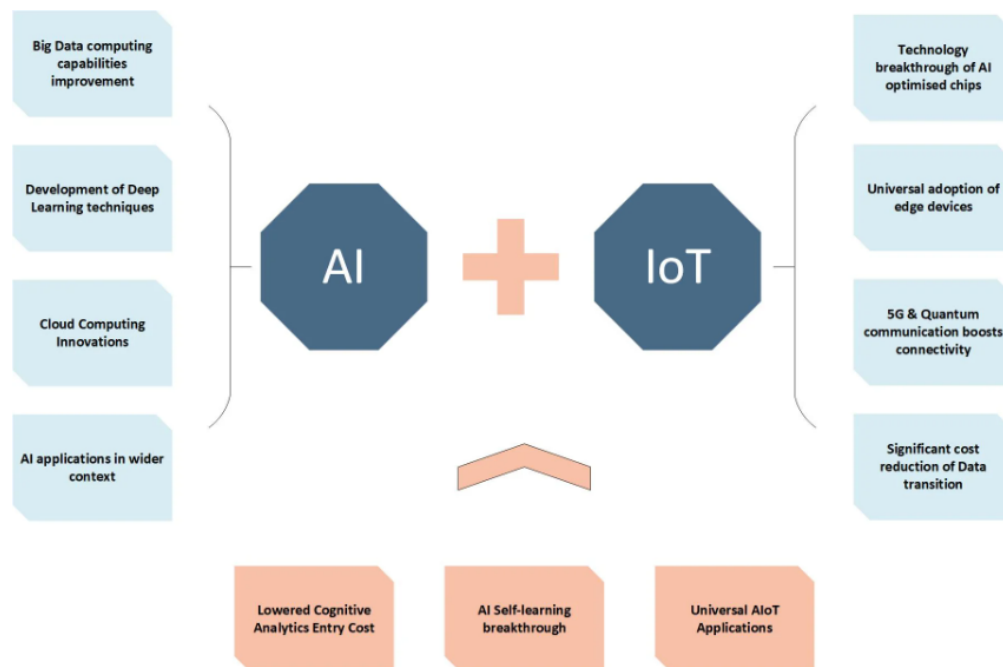 Big Data computing
capabilities
improvement
Development of Deep
Learning techniques
Cloud Computing
Innovations
AI applications in wider
context
AI
IoT
Technology
breakthrough of AI
optimised chips
Universal adoption of
edge devices
5G & Quantum
communication boosts
connectivity
Significant cost
reduction of Data
transition
Lowered Cognitive
Analytics Entry Cost
AI Self-learning
breakthrough
Universal AIoT
Applications